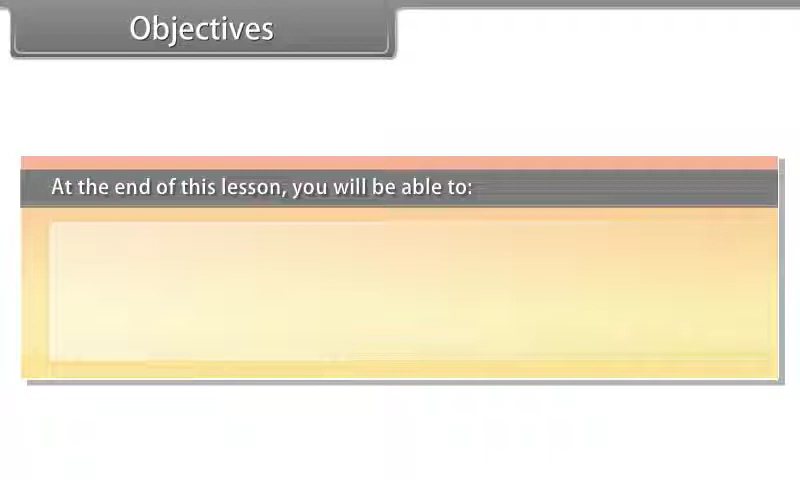 Objectives
At the end of this lesson, you will be able to: